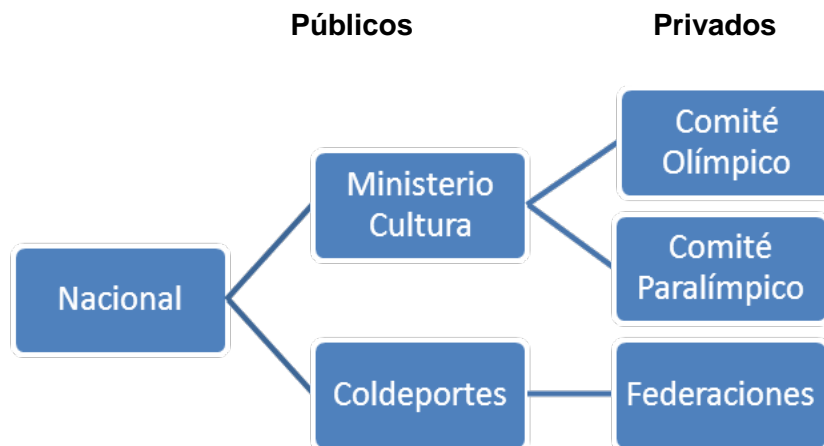 Públicos
Privados
Comité
Olímpico
Ministerio
Cultura
Comité
Paralímpico
Nacional
Coldeportes
Federaciones